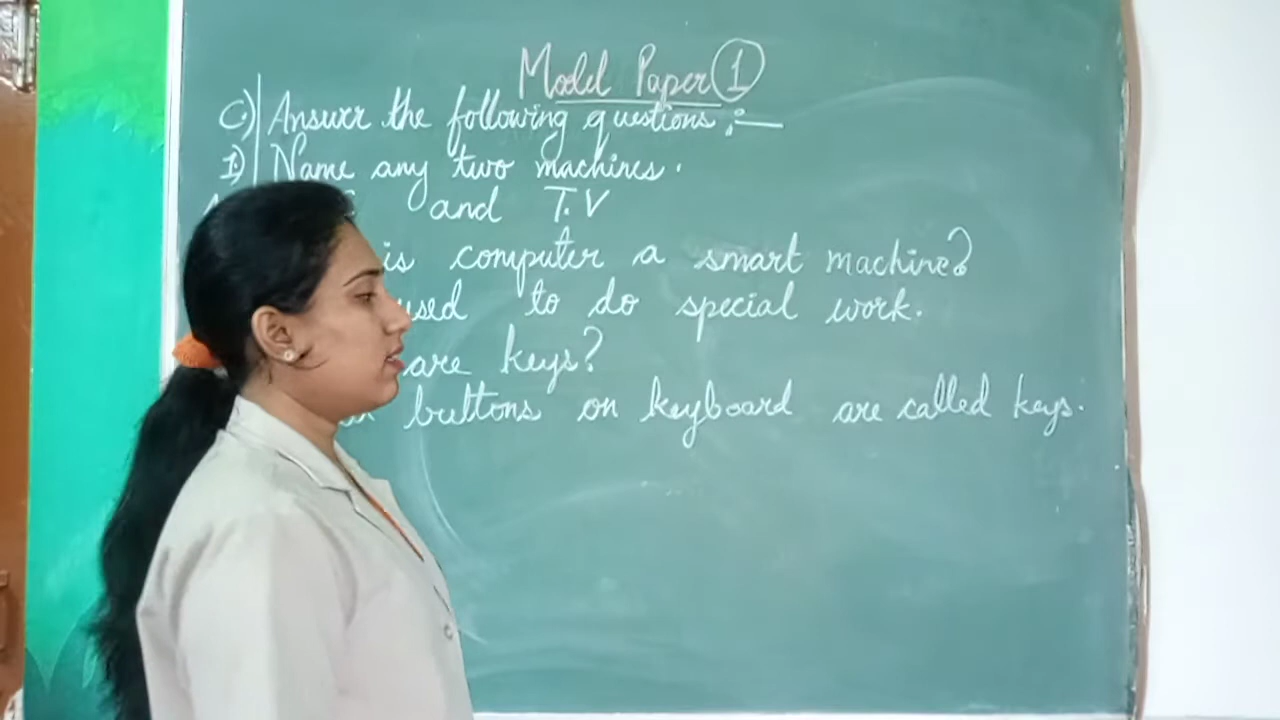 Model Paper 1
C) Answer the following questions :—
1) Name any two machines.
and T.V
is computer a smart machine?
used to do special work.
are keys?
buttons on keyboard are called keys.